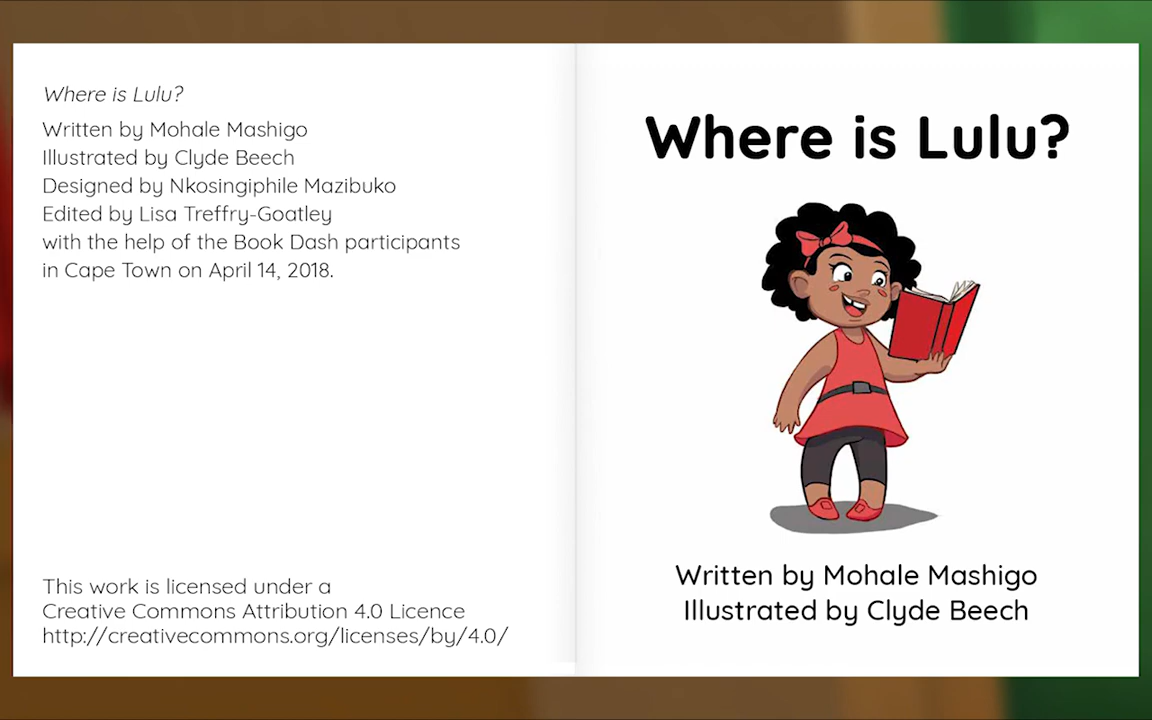 Where is Lulu?
Written by Mohale Mashigo
Illustrated by Clyde Beech
Designed by Nkosingiphile Mazibuko
Edited by Lisa Treffry-Goatley
with the help of the Book Dash participants
in Cape Town on April 14, 2018.
This work is licensed under a
Creative Commons Attribution 4.0 Licence
http://creativecommons.org/licenses/by/4.0/
Where is Lulu?
Written by Mohale Mashigo
Illustrated by Clyde Beech